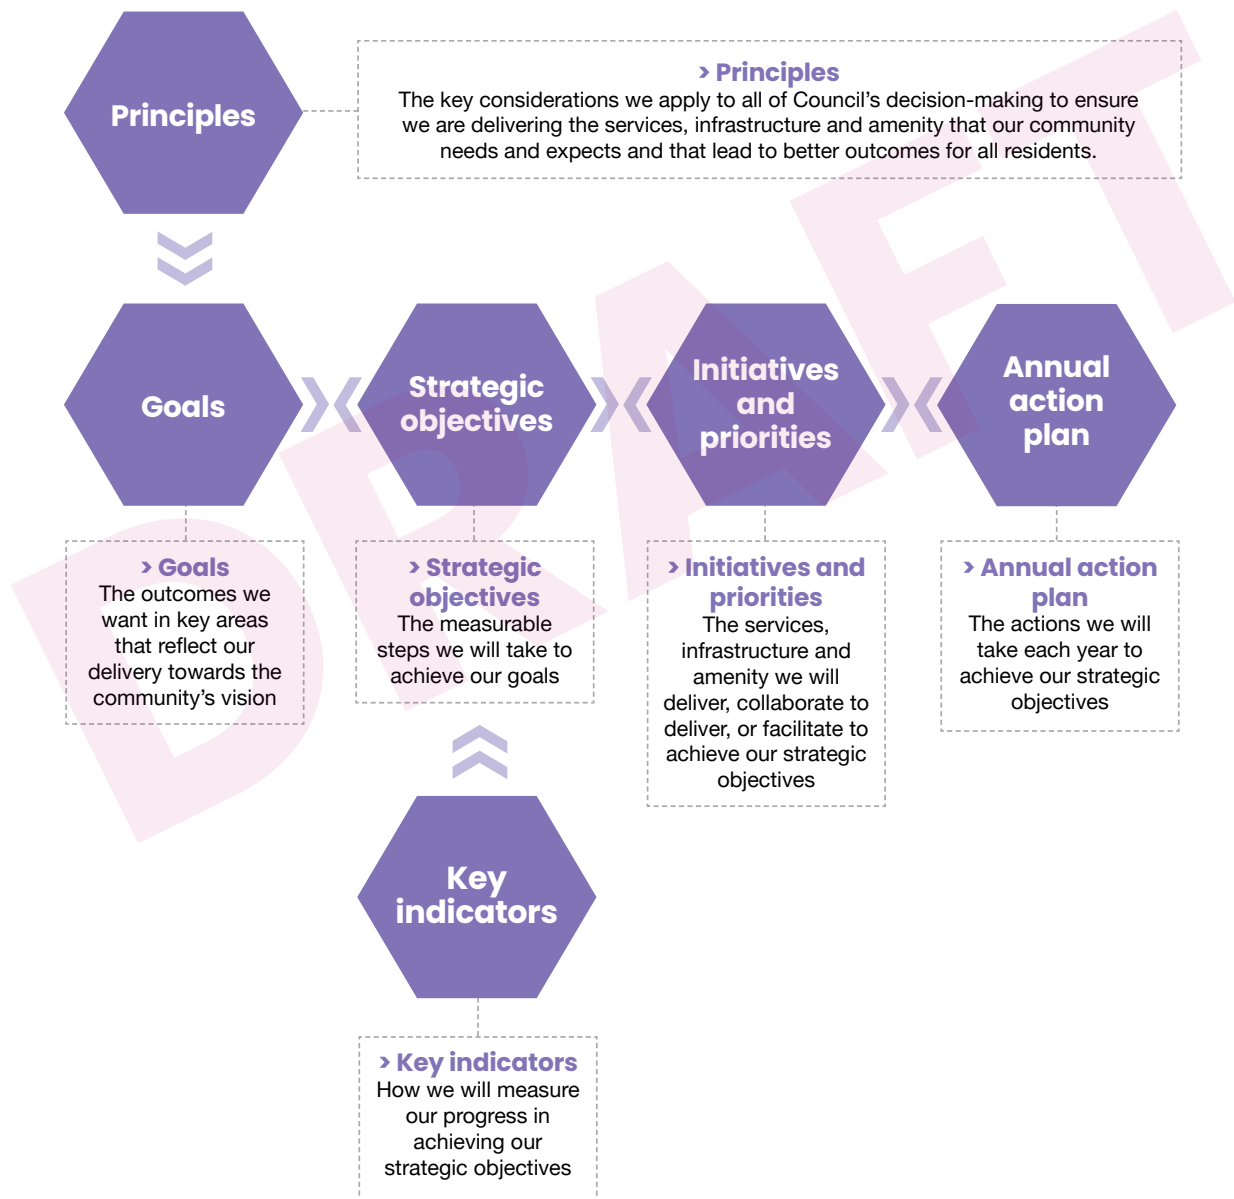 Principles
> Principles
The key considerations we apply to all of Council's decision-making to ensure
we are delivering the services, infrastructure and amenity that our community
needs and expects and that lead to better outcomes for all residents.
Goals
Strategic
objectives
Initiatives
and
priorities
Annual
action
plan
> Goals
The outcomes we
want in key areas
that reflect our
delivery towards the
community's vision
> Strategic
objectives
The measurable
steps we will take to
achieve our goals
> Initiatives and
priorities
The services,
infrastructure and
amenity we will
deliver, collaborate to
deliver, or facilitate to
achieve our strategic
objectives
> Annual action
plan
The actions we will
take each year to
achieve our strategic
objectives
Key
indicators
> Key indicators
How we will measure
our progress in
achieving our
strategic objectives
DRAFT